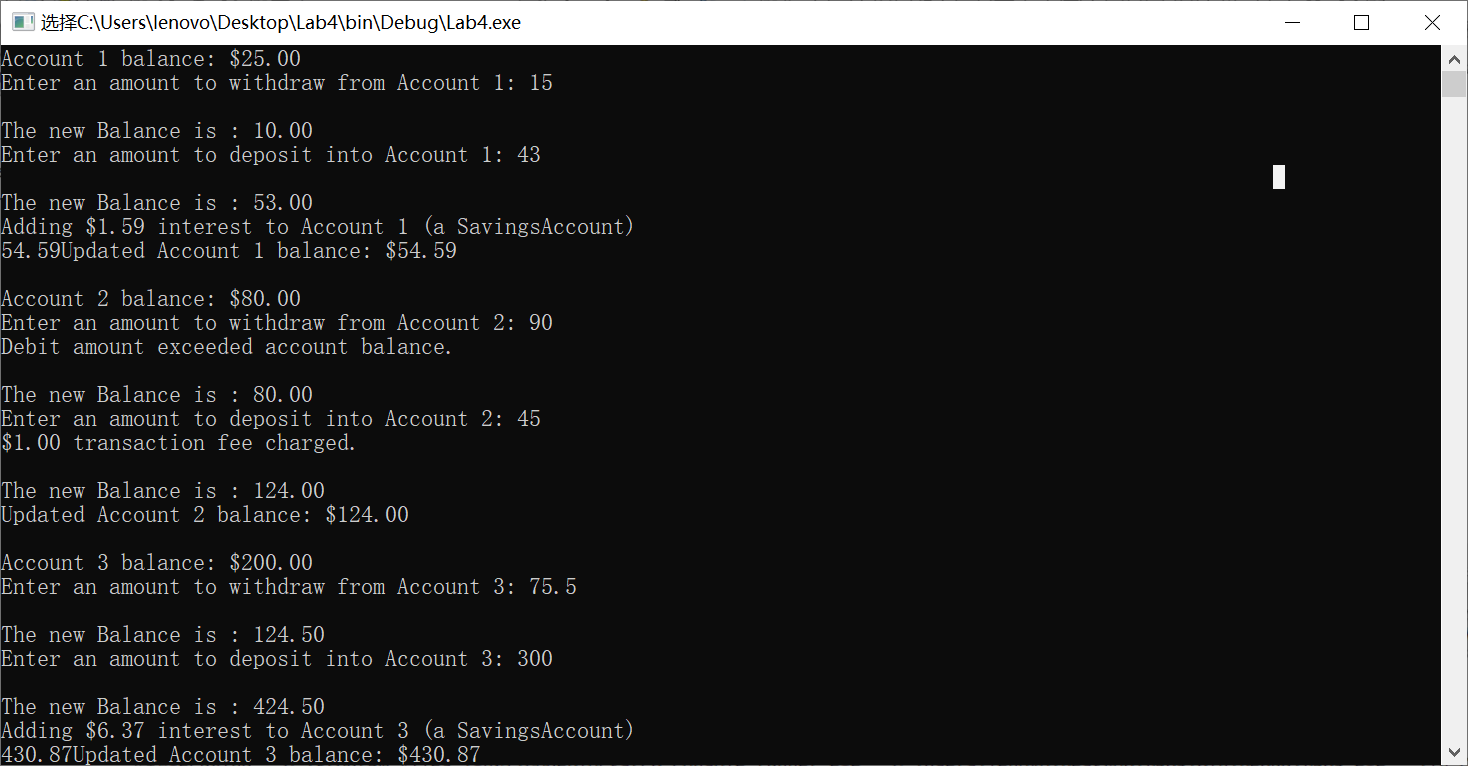 选择C:\Users\lenovo\Desktop\Lab4\bin\Debug\Lab4.exe
Account 1 balance: $25.00
Enter an amount to withdraw from Account 1: 15
The new Balance is : 10.00
Enter an amount to deposit into Account 1: 43
The new Balance is : 53.00
Adding $1.59 interest to Account 1 (a SavingsAccount)
54.59Updated Account 1 balance: $54.59
Account 2 balance: $80.00
Enter an amount to withdraw from Account 2: 90
Debit amount exceeded account balance.
The new Balance is : 80.00
Enter an amount to deposit into Account 2: 45
$1.00 transaction fee charged.
The new Balance is : 124.00
Updated Account 2 balance: $124.00
Account 3 balance: $200.00
Enter an amount to withdraw from Account 3: 75.5
The new Balance is : 124.50
Enter an amount to deposit into Account 3: 300
The new Balance is : 424.50
Adding $6.37 interest to Account 3 (a SavingsAccount)
430.87Updated Account 3 balance: $430.87